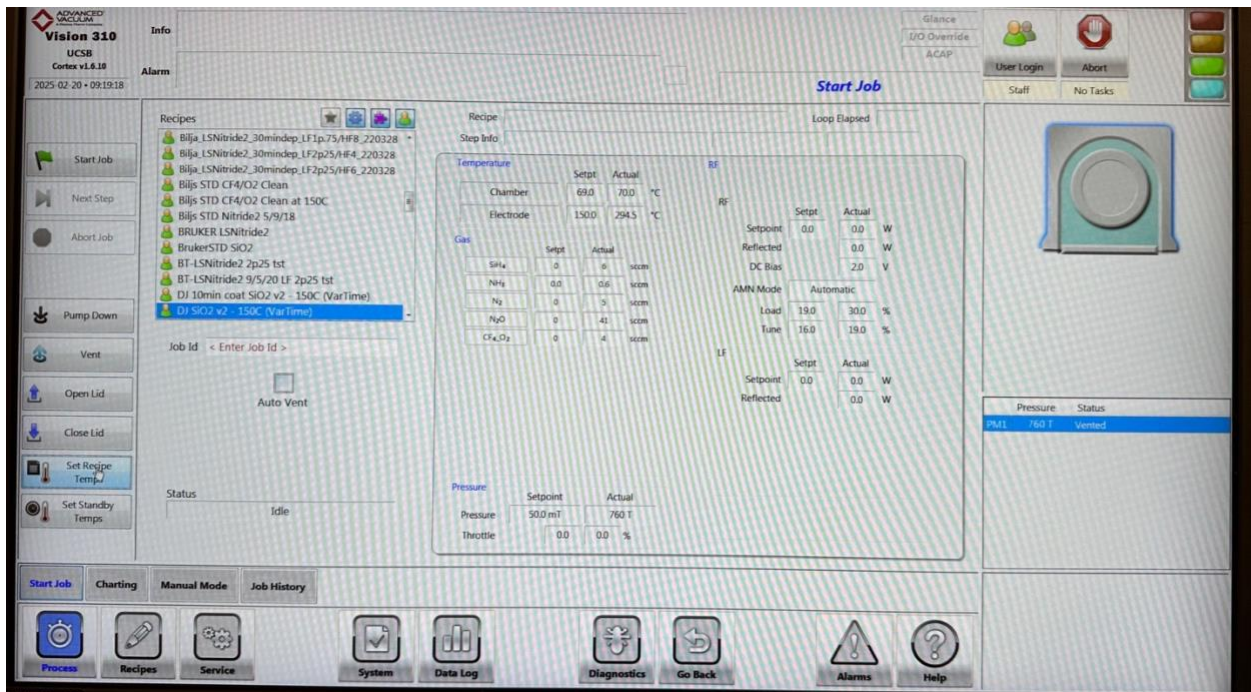 ADVANCED
VACUUM
Vision 310
UCSB
Cortex v1.6.10
2025-02-20 • 09:19:18
Info
Alarm
Glance
I/O Override
ACAP
Start Job
User Login
Abort
Staff
No Tasks
Start Job
Next Step
Abort Job
Pump Down
Vent
Open Lid
Close Lid
Set Recipe
Temps
Set Standby
Temps
Recipes
Bilja_LSNitride2_30mindep_LF1p.75/HF8_220328
Bilja_LSNitride2_30mindep_LF2p25/HF4_220328
Bilja_LSNitride2_30mindep_LF2p25/HF6_220328
Biljs STD CF4/O2 Clean
Biljs STD CF4/O2 Clean at 150C
Biljs STD Nitride2 5/9/18
BRUKER LSNitride2
BrukerSTD SiO2
BT-LSNitride2 2p25 tst
BT-LSNitride2 9/5/20 LF 2p25 tst
DJ 10min coat SiO2 v2 - 150C (VarTime)
DJ SiO2 v2 - 150C (VarTime)
Job Id < Enter Job Id >
Auto Vent
Status
Idle
Recipe
Loop Elapsed
Step Info
Temperature
Setpt Actual
Chamber 69.0 70.0 °C
Electrode 150.0 294.5 °C
Gas
Setpt Actual
SiH₄ 0 6 sccm
NH₃ 0.0 0.6 sccm
N₂ 0 5 sccm
N₂O 0 41 sccm
CF₄_O₂ 0 4 sccm
Pressure
Setpoint Actual
Pressure 50.0 mT 760 T
Throttle 0.0 0.0 %
RF
RF
Setpt Actual
Setpoint 0.0 0.0 W
Reflected 0.0 W
DC Bias 2.0 V
AMN Mode Automatic
Load 19.0 30.0 %
Tune 16.0 19.0 %
LF
Setpt Actual
Setpoint 0.0 0.0 W
Reflected 0.0 W
Pressure Status
PM1 760 T Vented
Start Job
Charting
Manual Mode
Job History
Process
Recipes
Service
System
Data Log
Diagnostics
Go Back
Alarms
Help